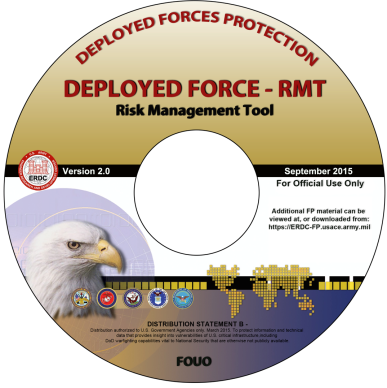 DEPLOYED FORCES PROTECTION
DEPLOYED FORCE - RMT
Risk Management Tool
ERDC
Version 2.0
September 2015
For Official Use Only
Additional FP material can be
viewed at, or downloaded from:
https://ERDC-FP.usace.army.mil
DISTRIBUTION STATEMENT B -
Distribution authorized to U.S. Government Agencies only, March 2015. To protect information and technical
data that provides insight into vulnerabilities of U.S. critical infrastructure including
DoD warfighting capabilities vital to National Security that are otherwise not publicly available.
FOUO